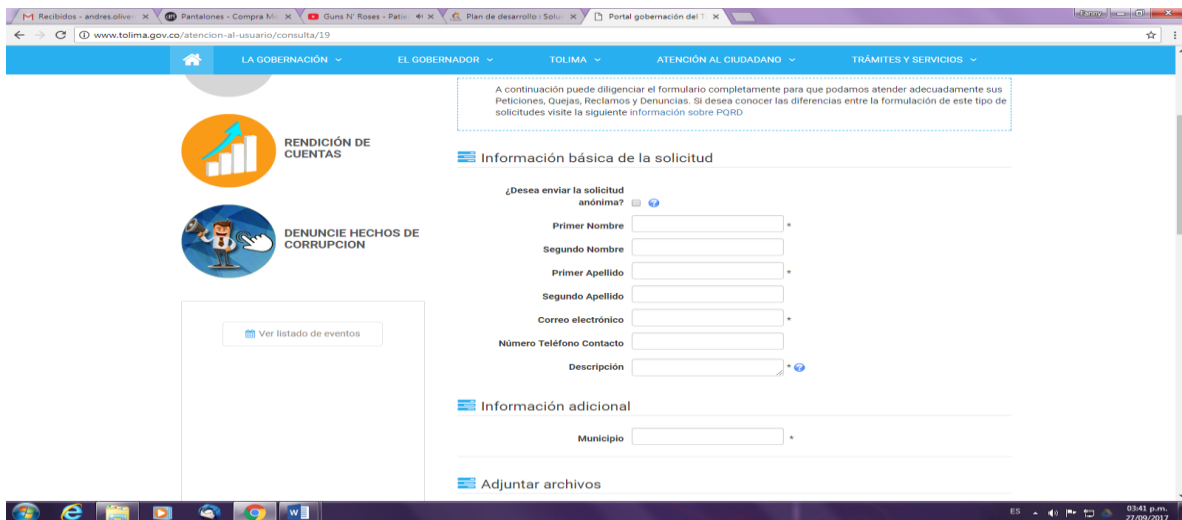 Recibidos - andres.oliver
Pantalones - Compra M
Guns N' Roses - Patie
Plan de desarrollo : Solu
Portal gobernación del T
Fanny
www.tolima.gov.co/atencion-al-usuario/consulta/19
LA GOBERNACIÓN
EL GOBERNADOR
TOLIMA
ATENCIÓN AL CIUDADANO
TRÁMITES Y SERVICIOS
A continuación puede diligenciar el formulario completamente para que podamos atender adecuadamente sus
Peticiones, Quejas, Reclamos y Denuncias. Si desea conocer las diferencias entre la formulación de este tipo de
solicitudes visite la siguiente información sobre PQRD
RENDICIÓN DE
CUENTAS
DENUNCIE HECHOS DE
CORRUPCION
Ver listado de eventos
Información básica de la solicitud
¿Desea enviar la solicitud
anónima?
Primer Nombre *
Segundo Nombre
Primer Apellido *
Segundo Apellido
Correo electrónico *
Número Teléfono Contacto
Descripción *
Información adicional
Municipio *
Adjuntar archivos
ES
03:41 p.m.
27/09/2017